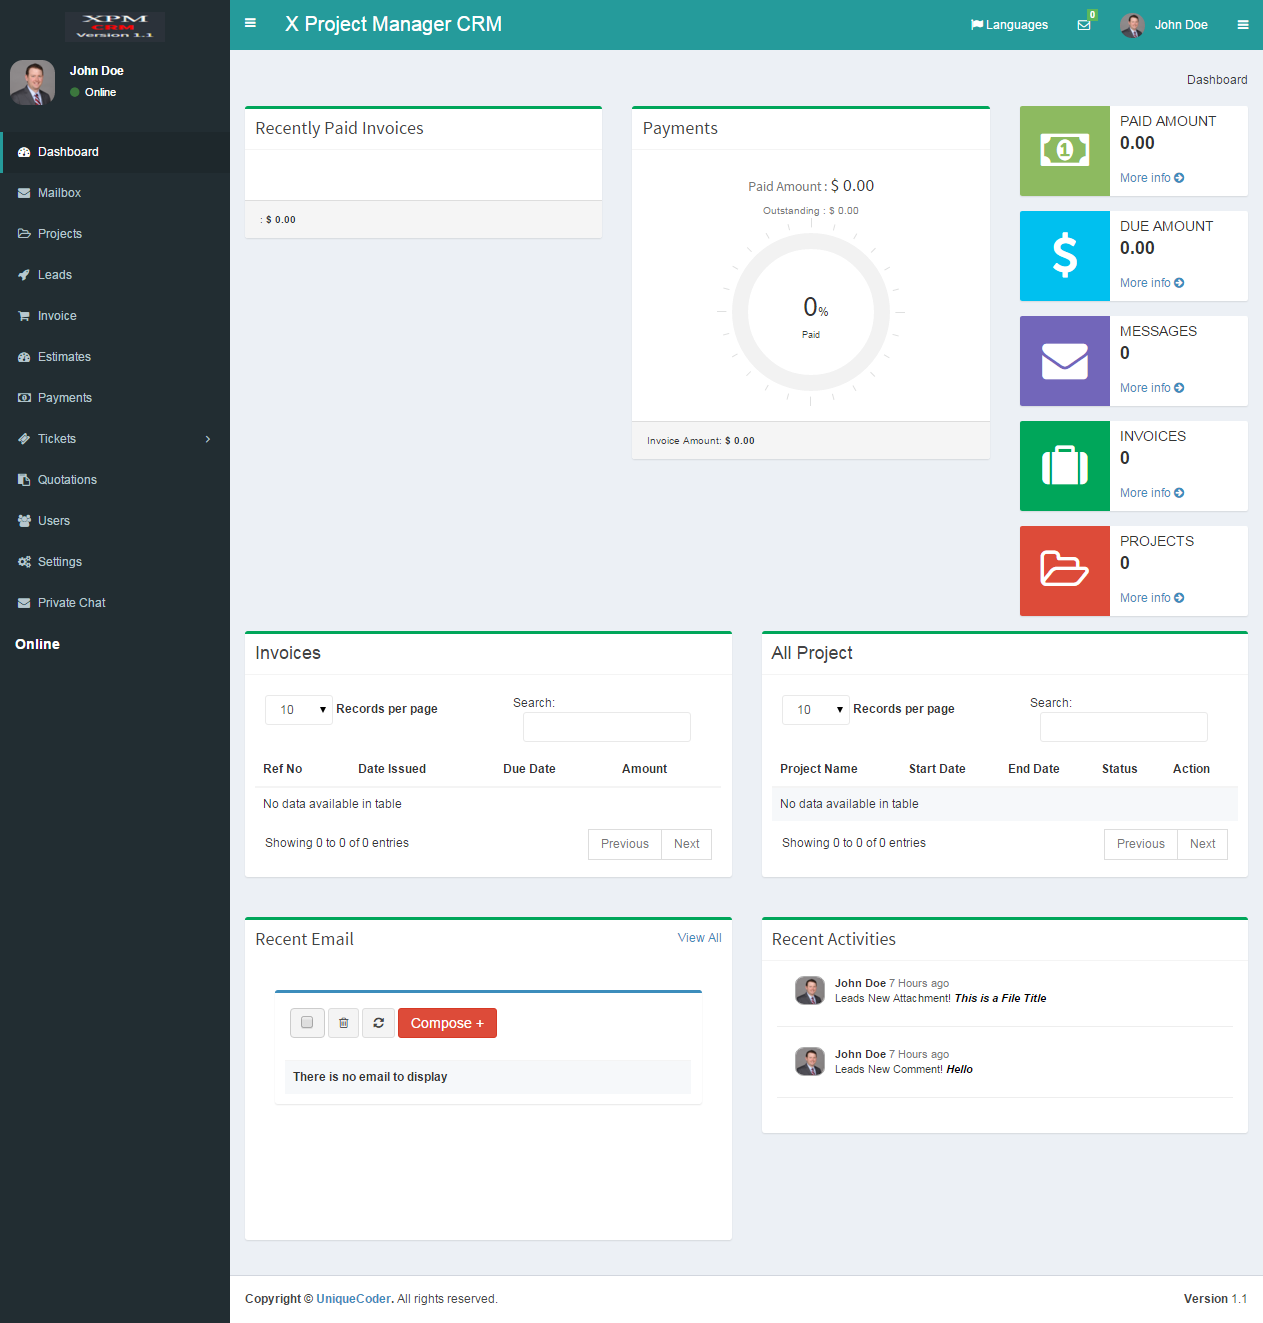 XPM
CRM
Version 1.1
X Project Manager CRM
Languages
0
John Doe
John Doe
Online
Dashboard
Mailbox
Projects
Leads
Invoice
Estimates
Payments
Tickets
Quotations
Users
Settings
Private Chat
Online
Dashboard
Recently Paid Invoices
: $ 0.00
Payments
Paid Amount : $ 0.00
Outstanding : $ 0.00
0%
Paid
Invoice Amount: $ 0.00
PAID AMOUNT
0.00
More info
DUE AMOUNT
0.00
More info
MESSAGES
0
More info
INVOICES
0
More info
PROJECTS
0
More info
Invoices
10 Records per page
Search:
Ref No Date Issued Due Date Amount
No data available in table
Showing 0 to 0 of 0 entries
Previous Next
All Project
10 Records per page
Search:
Project Name Start Date End Date Status Action
No data available in table
Showing 0 to 0 of 0 entries
Previous Next
Recent Email
View All
Compose +
There is no email to display
Recent Activities
John Doe 7 Hours ago
Leads New Attachment! This is a File Title
John Doe 7 Hours ago
Leads New Comment! Hello
Copyright © UniqueCoder. All rights reserved.
Version 1.1